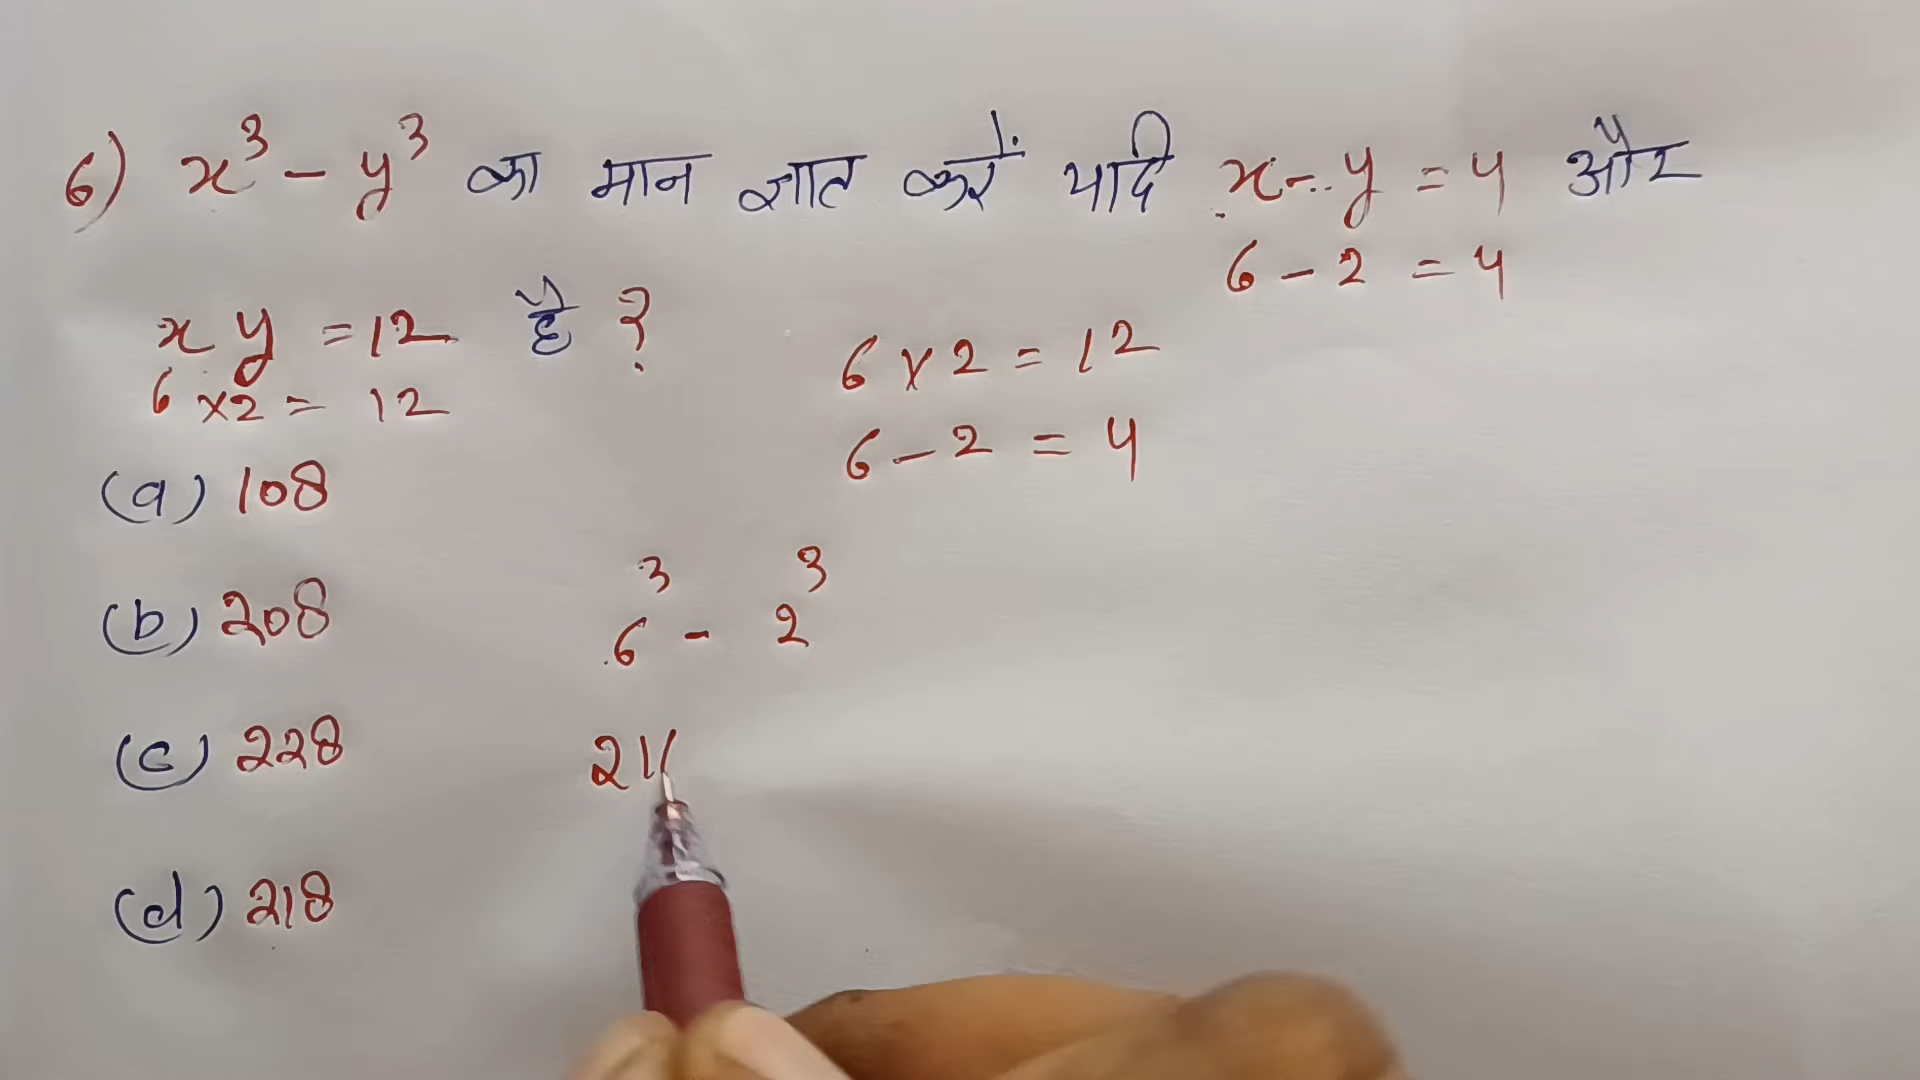 6) x³ - y³ का मान ज्ञात करें यदि x - y = 4 और
6 - 2 = 4
xy = 12 है ?
6 × 2 = 12
6 × 2 = 12
6 - 2 = 4
(a) 108
(b) 208
(c) 228
(d) 218
6³ - 2³
21